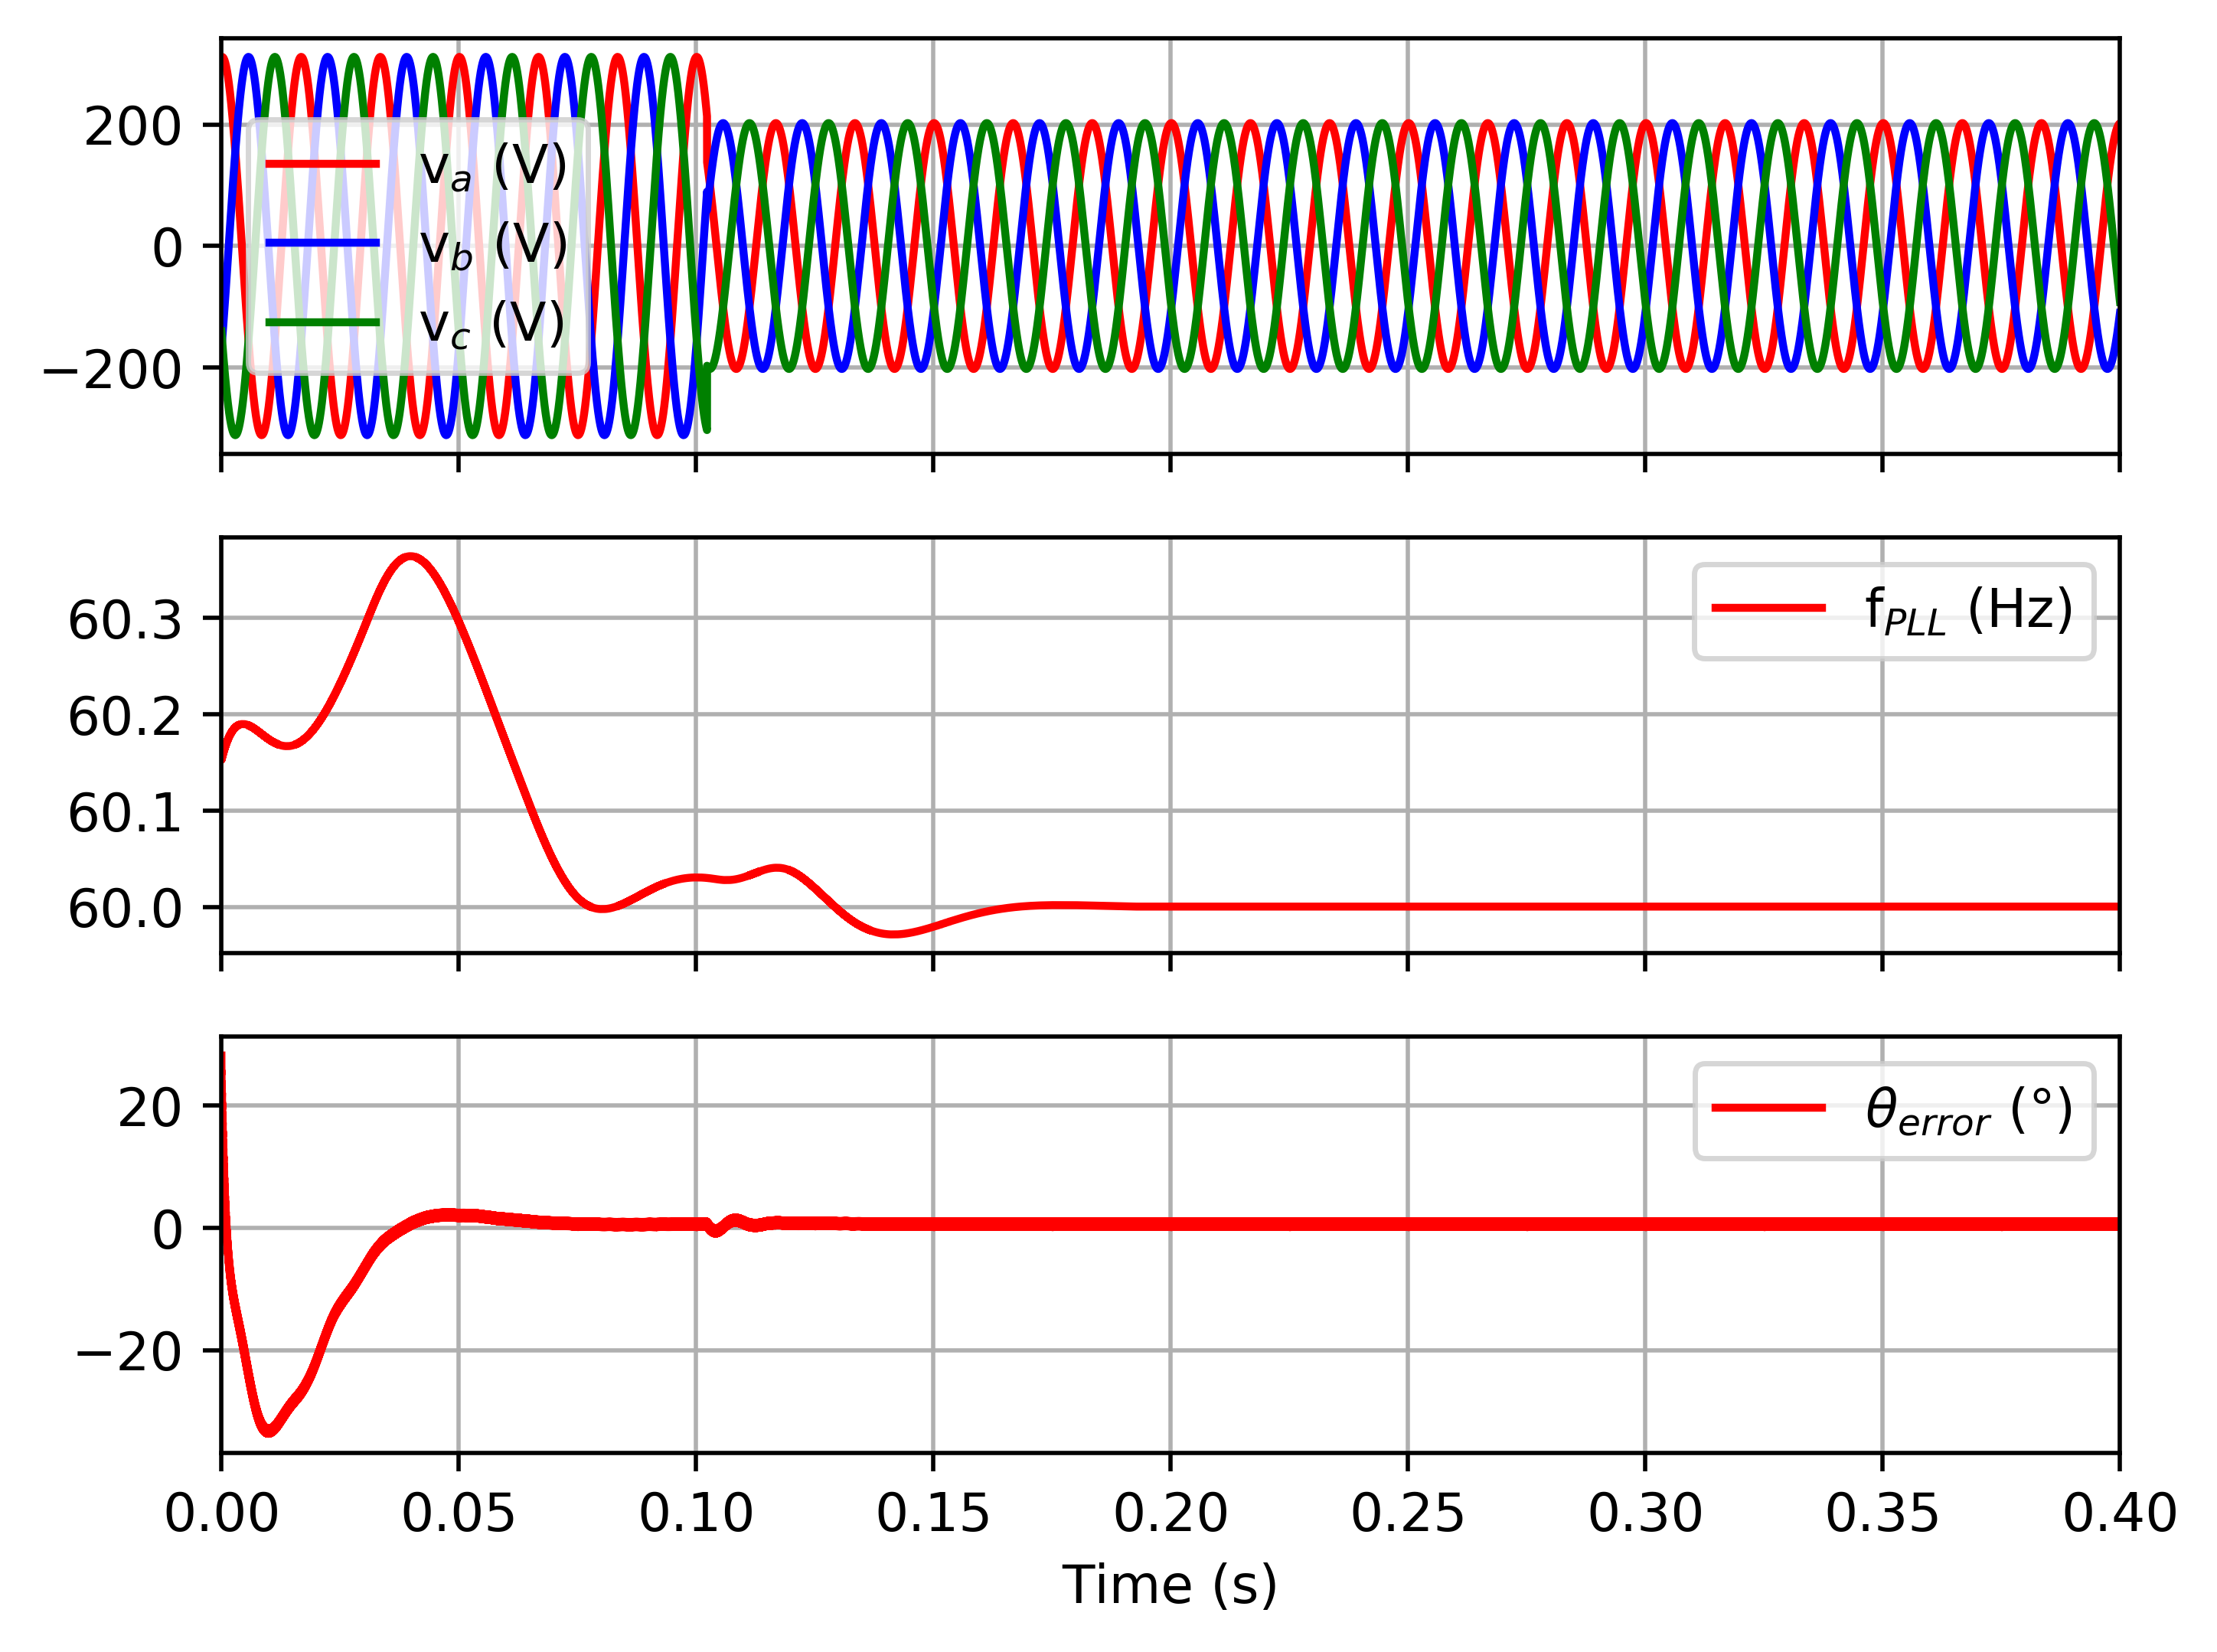 200
0
−200
v_a (V)
v_b (V)
v_c (V)
60.3
60.2
60.1
60.0
f_PLL (Hz)
20
0
−20
θ_error (°)
0.00 0.05 0.10 0.15 0.20 0.25 0.30 0.35 0.40
Time (s)